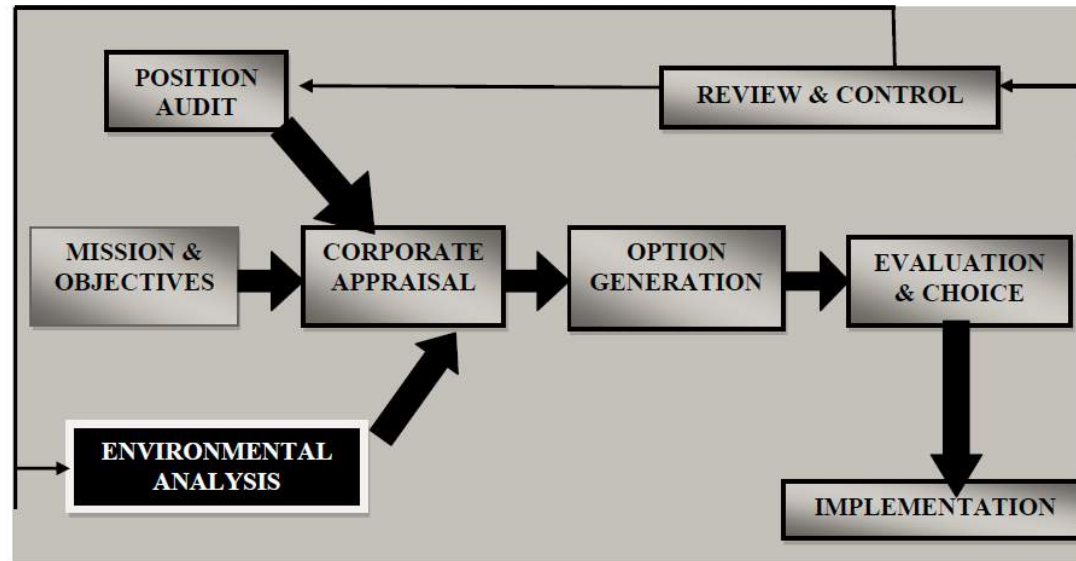 POSITION
AUDIT
REVIEW & CONTROL
MISSION &
OBJECTIVES
CORPORATE
APPRAISAL
OPTION
GENERATION
EVALUATION
& CHOICE
ENVIRONMENTAL
ANALYSIS
IMPLEMENTATION